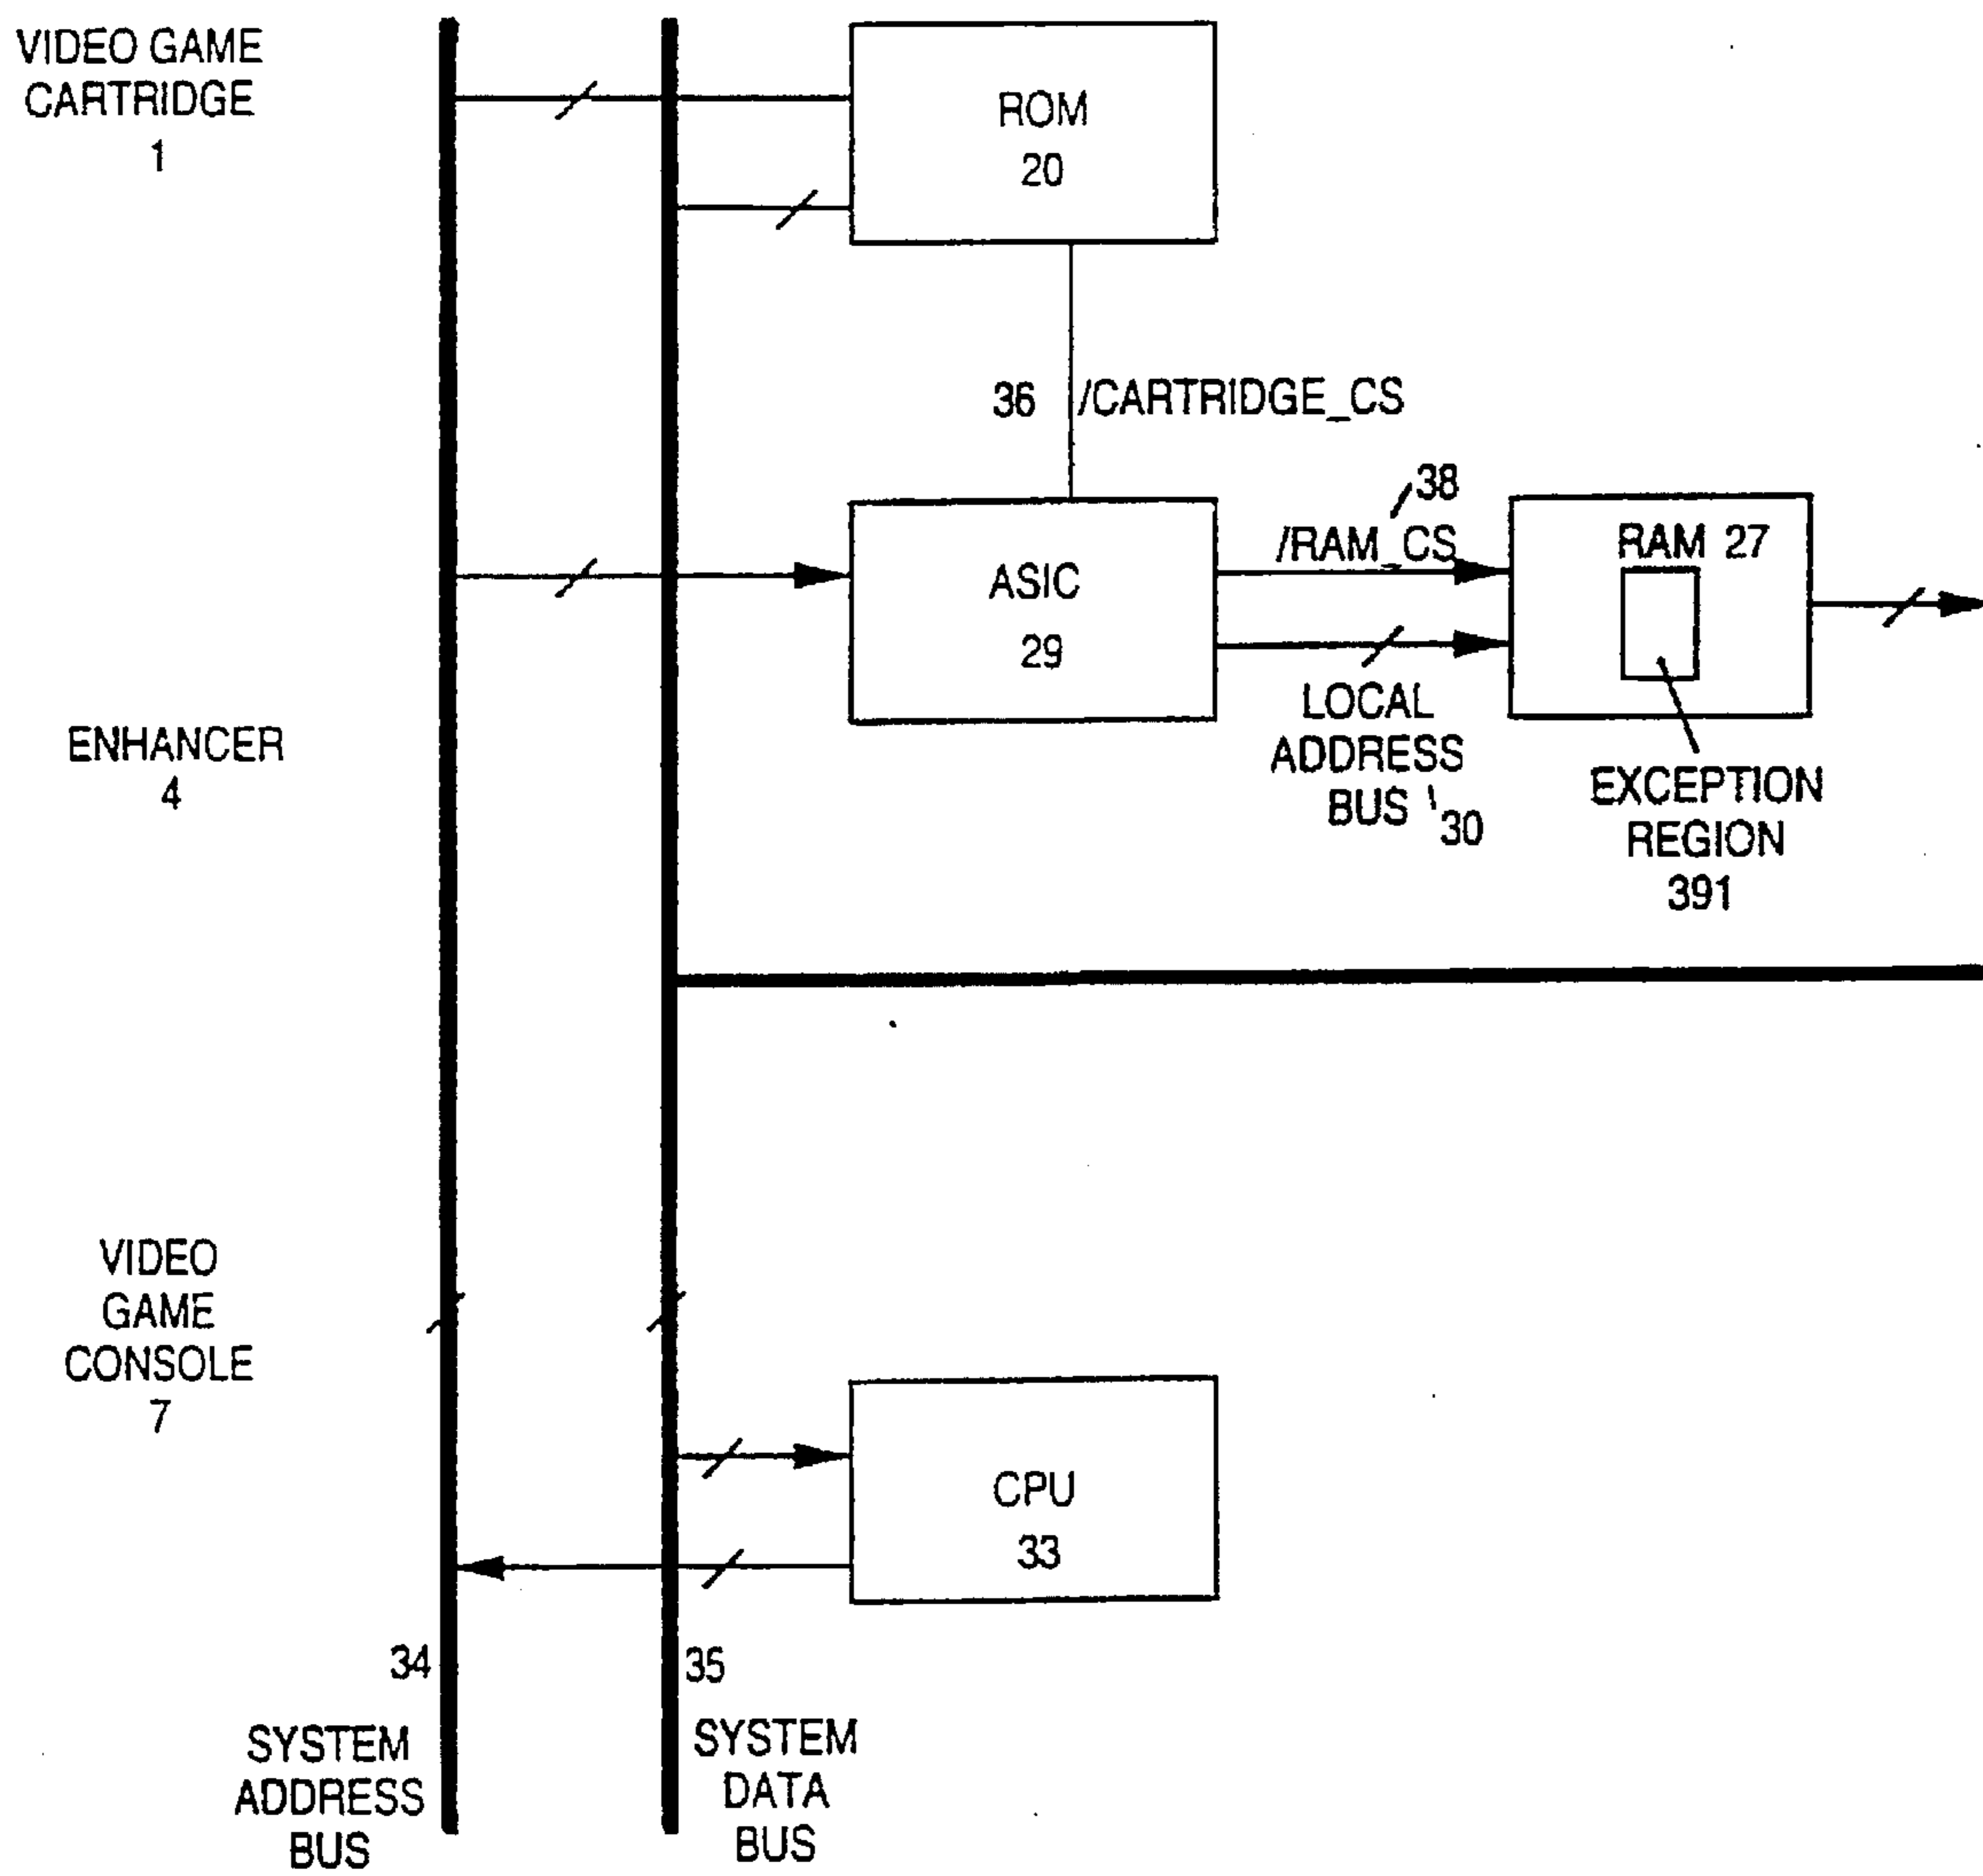 VIDEO GAME
CARTRIDGE
1
ROM
20
36 /CARTRIDGE_CS
38
/RAM_CS
ASIC
29
RAM 27
LOCAL
ADDRESS
BUS 30
EXCEPTION
REGION
391
ENHANCER
4
VIDEO
GAME
CONSOLE
7
CPU
33
34
SYSTEM
ADDRESS
BUS
35
SYSTEM
DATA
BUS